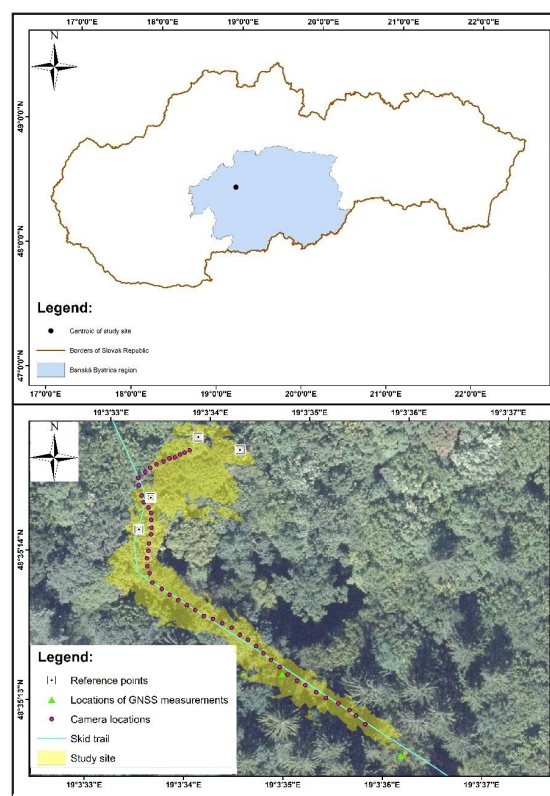 17°0'0"E 18°0'0"E 19°0'0"E 20°0'0"E 21°0'0"E 22°0'0"E
N
49°0'0"N
48°0'0"N
47°0'0"N
Legend:
Centroic of study site
Borders of Slovak Republic
Banská Bystrica region
17°0'0"E 18°0'0"E 19°0'0"E 20°0'0"E 21°0'0"E 22°0'0"E
19°3'33"E 19°3'34"E 19°3'35"E 19°3'36"E 19°3'37"E
N
48°35'14"N
48°35'13"N
Legend:
Reference points
Locations of GNSS measurements
Camera locations
Skid trail
Study site
19°3'33"E 19°3'34"E 19°3'35"E 19°3'36"E 19°3'37"E